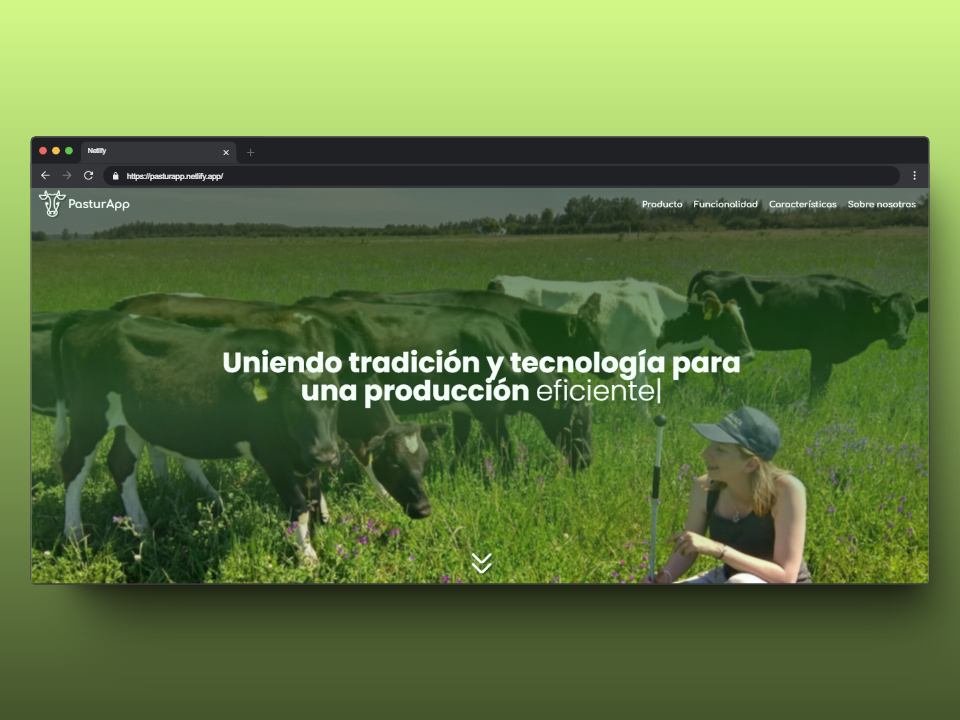 Netlify
https://pasturapp.netlify.app/
PasturApp
Producto Funcionalidad Características Sobre nosotros
Uniendo tradición y tecnología para
una producción eficiente|